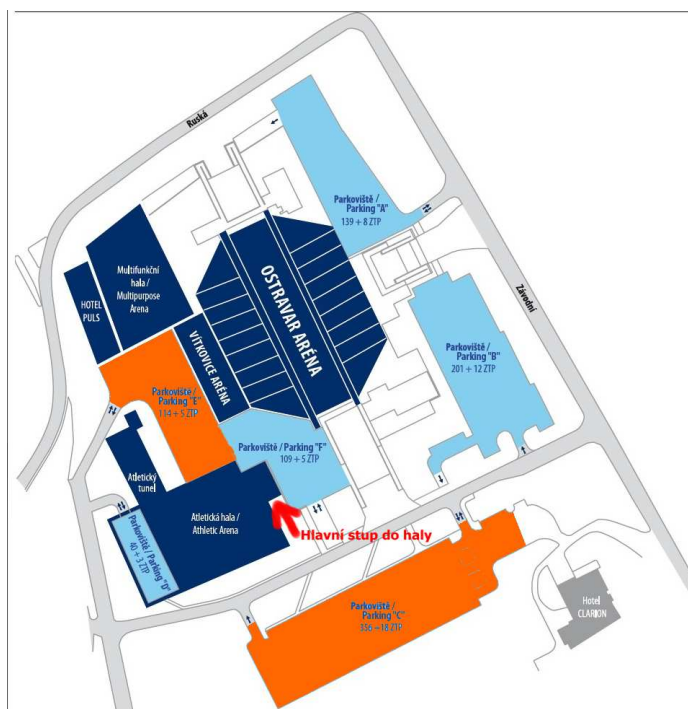 Ruská
Parkoviště /
Parking "A"
139 + 8 ZTP
Závodní
Multifunkční
hala /
Multipurpose
Arena
HOTEL
PULS
OSTRAVAR ARÉNA
VÍTKOVICE ARÉNA
Parkoviště /
Parking "B"
201 + 12 ZTP
Parkoviště /
Parking "E"
114 + 5 ZTP
Parkoviště / Parking "F"
109 + 5 ZTP
Atletický
tunel
Atletická hala /
Athletic Arena
Hlavní stup do haly
Parkoviště / Parking "D"
40 + 3 ZTP
Parkoviště /
Parking "C"
336 + 18 ZTP
Hotel
CLARION